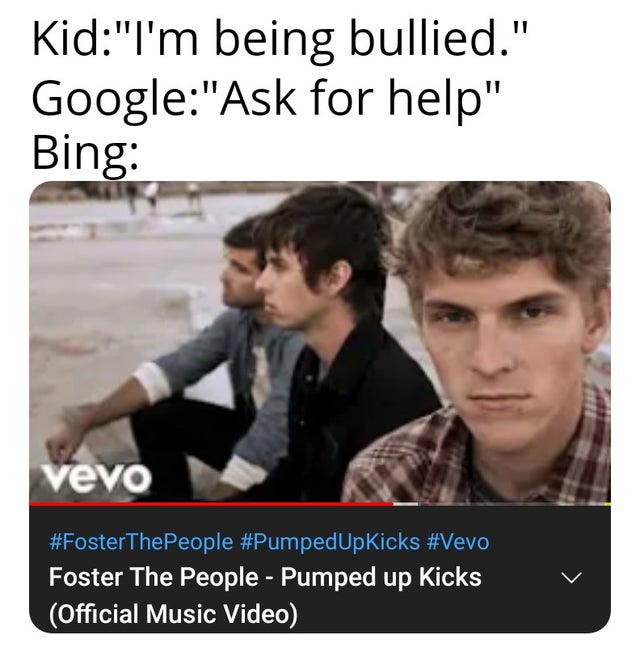 Kid:"I'm being bullied."
Google:"Ask for help"
Bing:
vevo
#FosterThePeople #PumpedUpKicks #Vevo
Foster The People - Pumped up Kicks
(Official Music Video)